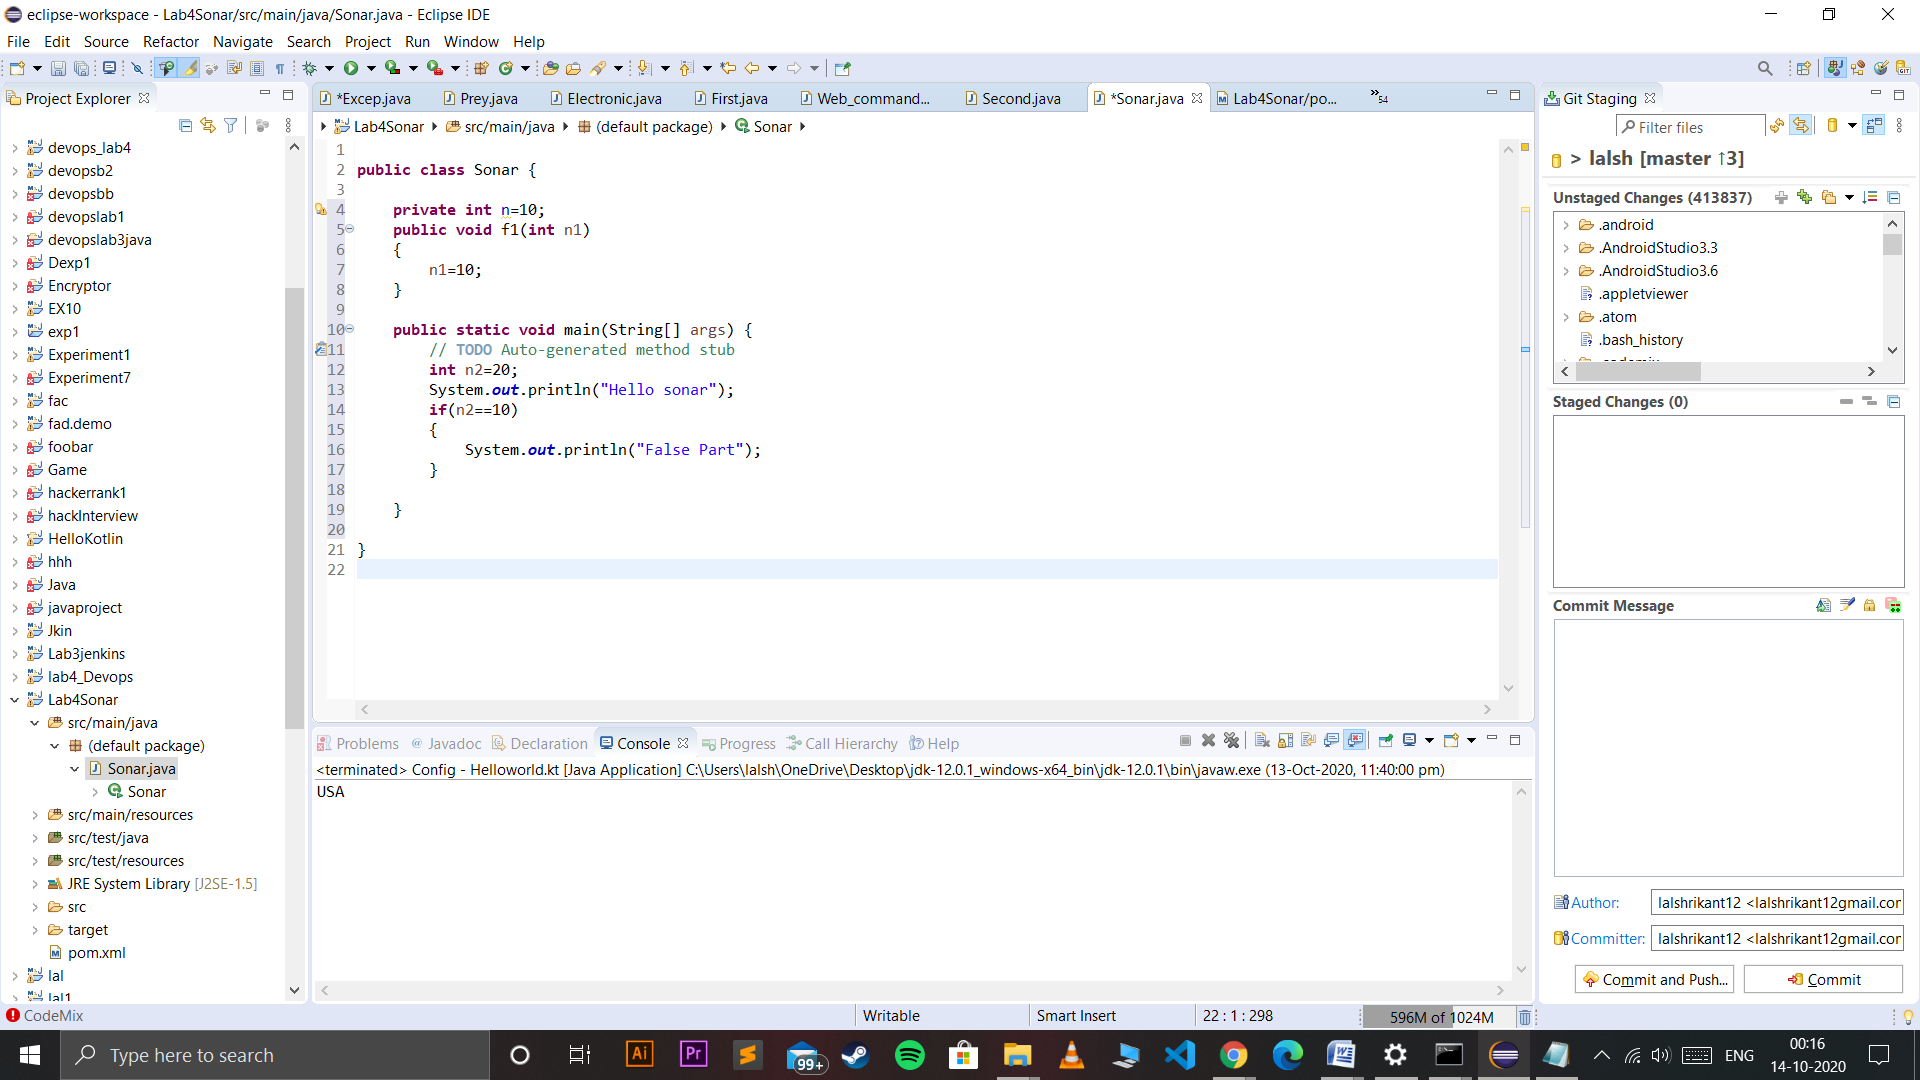 eclipse-workspace - Lab4Sonar/src/main/java/Sonar.java - Eclipse IDE
File Edit Source Refactor Navigate Search Project Run Window Help
Project Explorer
devops_lab4
devopsb2
devopsbb
devopslab1
devopslab3java
Dexp1
Encryptor
EX10
exp1
Experiment1
Experiment7
fac
fad.demo
foobar
Game
hackerrank1
hackInterview
HelloKotlin
hhh
Java
javaproject
Jkin
Lab3jenkins
lab4_Devops
Lab4Sonar
src/main/java
(default package)
Sonar.java
Sonar
src/main/resources
src/test/java
src/test/resources
JRE System Library [J2SE-1.5]
src
target
pom.xml
lal
lal1
*Excep.java Prey.java Electronic.java First.java Web_command... Second.java *Sonar.java Lab4Sonar/po... »54
Lab4Sonar src/main/java (default package) Sonar
1
2 public class Sonar {
3
4 private int n=10;
5 public void f1(int n1)
6 {
7 n1=10;
8 }
9
10 public static void main(String[] args) {
11 // TODO Auto-generated method stub
12 int n2=20;
13 System.out.println("Hello sonar");
14 if(n2==10)
15 {
16 System.out.println("False Part");
17 }
18
19 }
20
21 }
22
Problems @ Javadoc Declaration Console Progress Call Hierarchy Help
<terminated> Config - Helloworld.kt [Java Application] C:\Users\lalsh\OneDrive\Desktop\jdk-12.0.1_windows-x64_bin\jdk-12.0.1\bin\javaw.exe (13-Oct-2020, 11:40:00 pm)
USA
Git Staging
Filter files
> lalsh [master ↑3]
Unstaged Changes (413837)
.android
.AndroidStudio3.3
.AndroidStudio3.6
.appletviewer
.atom
.bash_history
Staged Changes (0)
Commit Message
Author: lalshrikant12 <lalshrikant12gmail.cor
Committer: lalshrikant12 <lalshrikant12gmail.cor
Commit and Push... Commit
CodeMix Writable Smart Insert 22 : 1 : 298 596M of 1024M
Type here to search Ai Pr 99+ ENG 00:16
14-10-2020